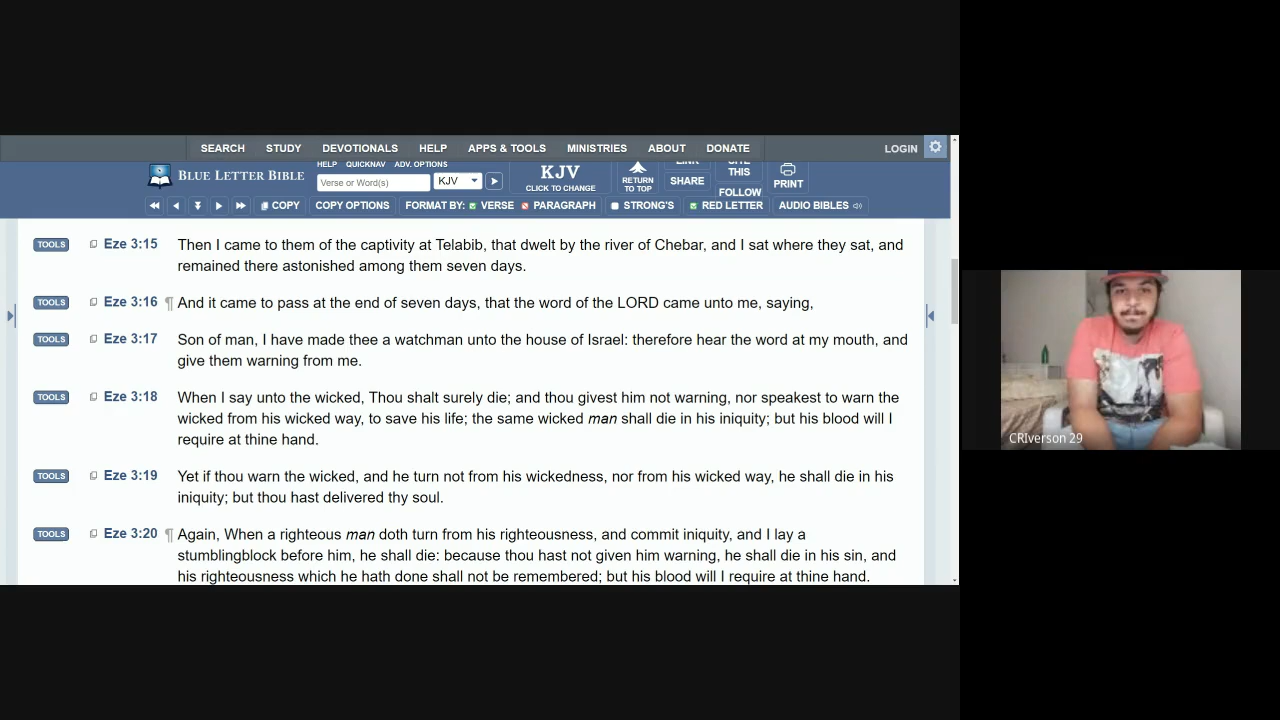 SEARCH STUDY DEVOTIONALS HELP APPS & TOOLS MINISTRIES ABOUT DONATE LOGIN
HELP QUICKNAV ADV. OPTIONS
BLUE LETTER BIBLE Verse or Word(s) KJV
KJV
CLICK TO CHANGE
RETURN
TO TOP
LINK
SHARE
CITE
THIS
FOLLOW
PRINT
COPY COPY OPTIONS FORMAT BY: VERSE PARAGRAPH STRONG'S RED LETTER AUDIO BIBLES
TOOLS Eze 3:15 Then I came to them of the captivity at Telabib, that dwelt by the river of Chebar, and I sat where they sat, and
remained there astonished among them seven days.
TOOLS Eze 3:16 ¶ And it came to pass at the end of seven days, that the word of the LORD came unto me, saying,
TOOLS Eze 3:17 Son of man, I have made thee a watchman unto the house of Israel: therefore hear the word at my mouth, and
give them warning from me.
TOOLS Eze 3:18 When I say unto the wicked, Thou shalt surely die; and thou givest him not warning, nor speakest to warn the
wicked from his wicked way, to save his life; the same wicked man shall die in his iniquity; but his blood will I
require at thine hand.
TOOLS Eze 3:19 Yet if thou warn the wicked, and he turn not from his wickedness, nor from his wicked way, he shall die in his
iniquity; but thou hast delivered thy soul.
TOOLS Eze 3:20 ¶ Again, When a righteous man doth turn from his righteousness, and commit iniquity, and I lay a
stumblingblock before him, he shall die: because thou hast not given him warning, he shall die in his sin, and
his righteousness which he hath done shall not be remembered; but his blood will I require at thine hand.
CRIverson 29